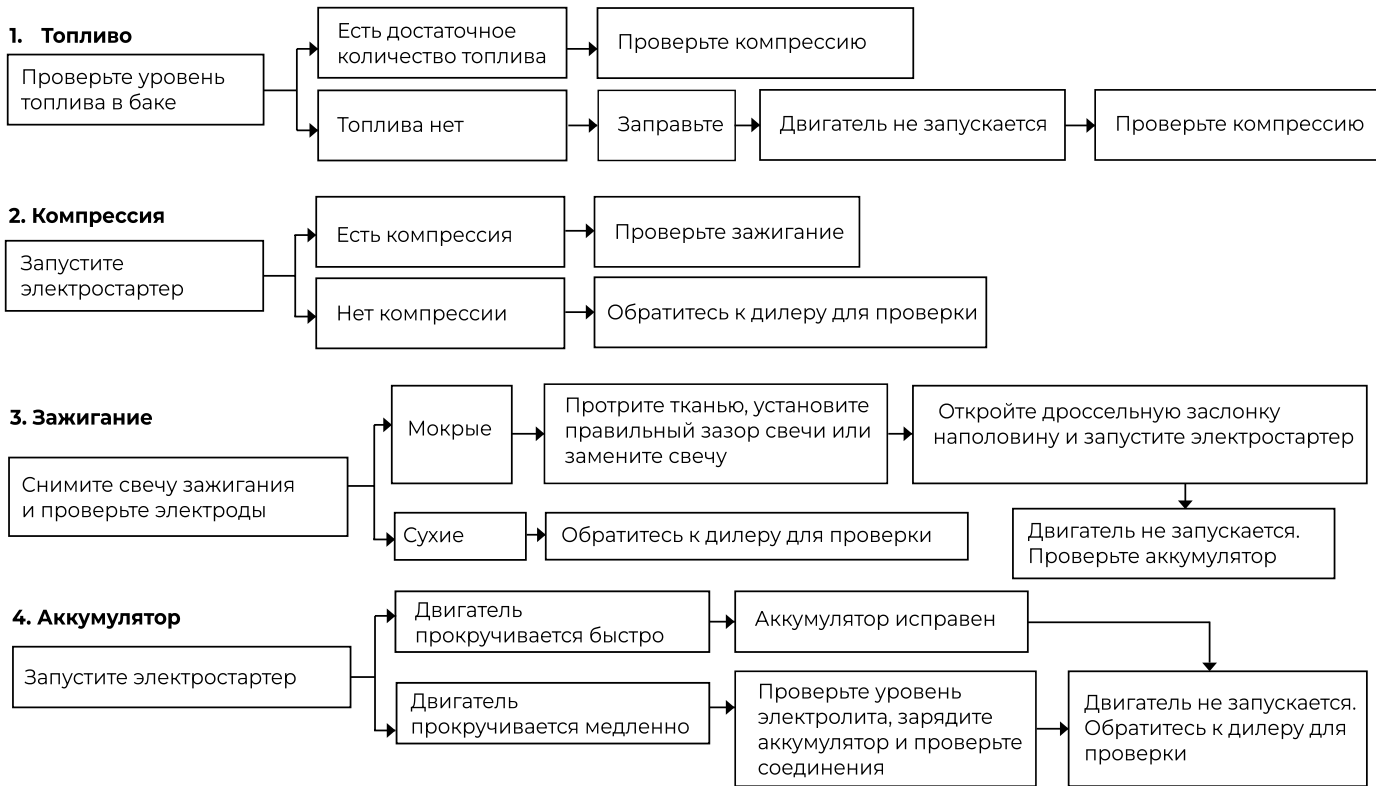 1. Топливо
Проверьте уровень
топлива в баке
Есть достаточное
количество топлива
Проверьте компрессию
Топлива нет
Заправьте
Двигатель не запускается
Проверьте компрессию
2. Компрессия
Запустите
электростартер
Есть компрессия
Проверьте зажигание
Нет компрессии
Обратитесь к дилеру для проверки
3. Зажигание
Снимите свечу зажигания
и проверьте электроды
Мокрые
Протрите тканью, установите
правильный зазор свечи или
замените свечу
Откройте дроссельную заслонку
наполовину и запустите электростартер
Двигатель не запускается.
Проверьте аккумулятор
Сухие
Обратитесь к дилеру для проверки
4. Аккумулятор
Запустите электростартер
Двигатель
прокручивается быстро
Аккумулятор исправен
Двигатель
прокручивается медленно
Проверьте уровень
электролита, зарядите
аккумулятор и проверьте
соединения
Двигатель не запускается.
Обратитесь к дилеру для
проверки